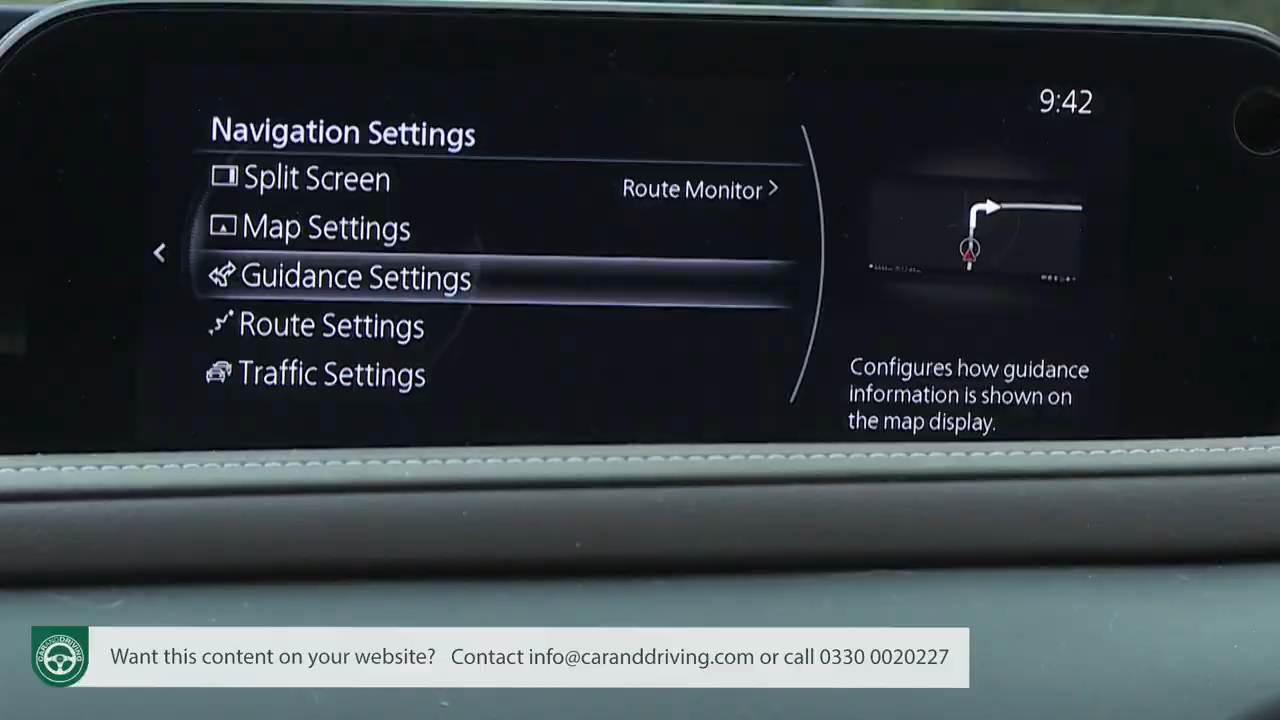 9:42
Navigation Settings
Split Screen
Route Monitor >
Map Settings
Guidance Settings
Route Settings
Traffic Settings
Configures how guidance
information is shown on
the map display.
CARANDDRIVING
Want this content on your website? Contact info@caranddriving.com or call 0330 0020227